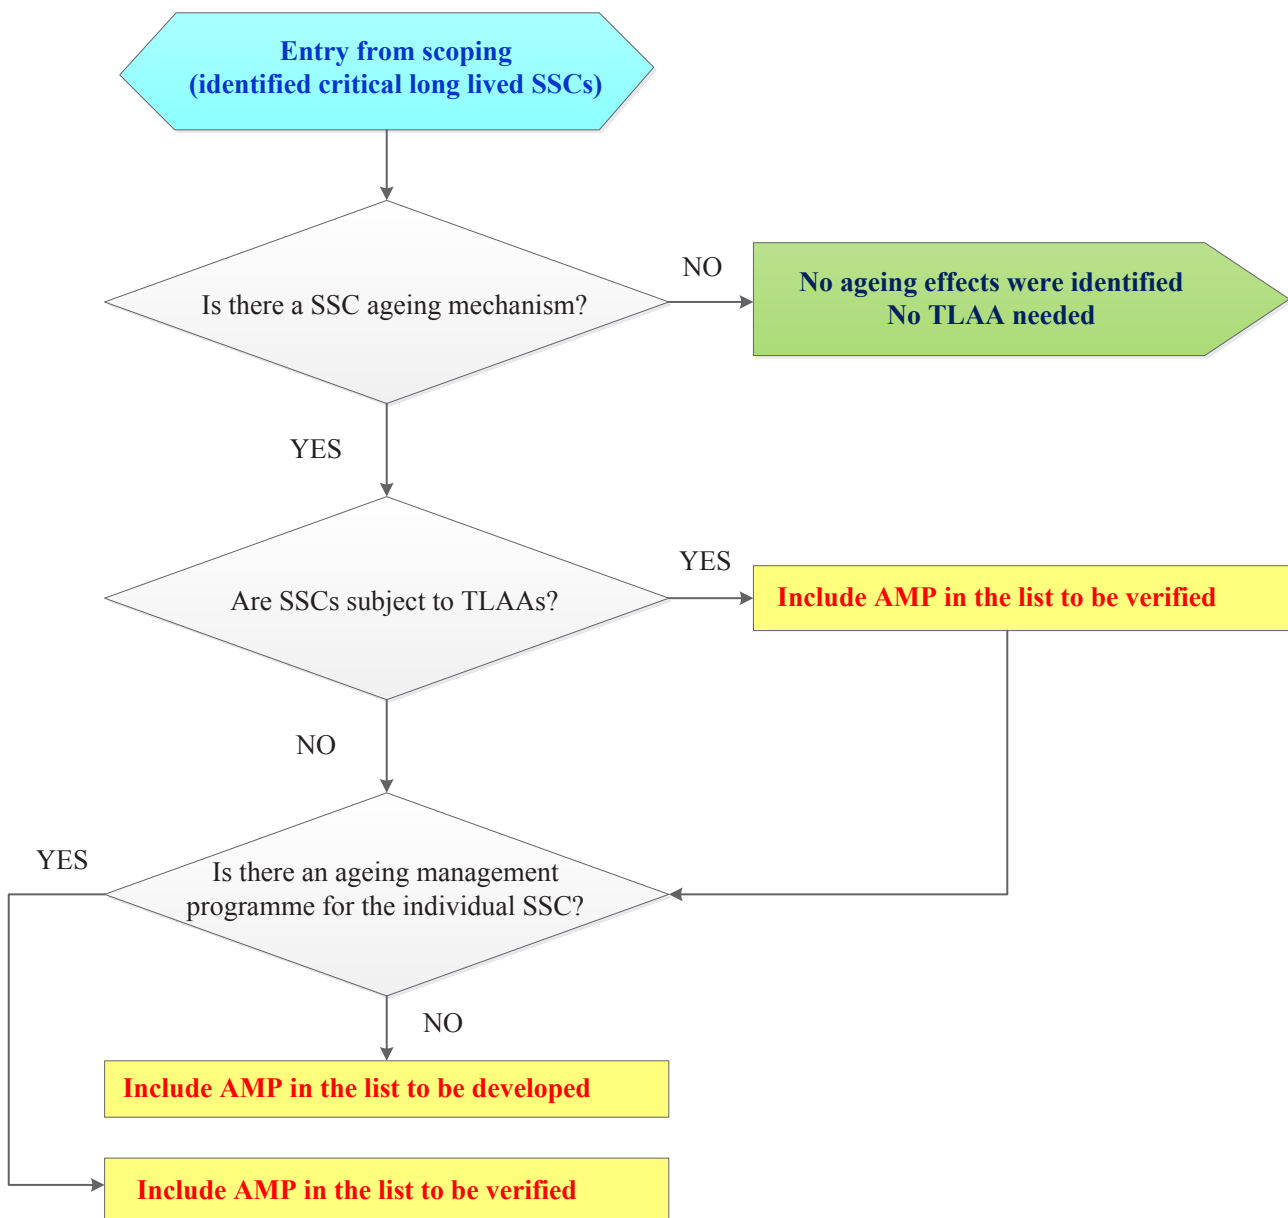 Entry from scoping
(identified critical long lived SSCs)
Is there a SSC ageing mechanism?
NO
No ageing effects were identified
No TLAA needed
YES
Are SSCs subject to TLAAs?
YES
Include AMP in the list to be verified
NO
Is there an ageing management
programme for the individual SSC?
YES
NO
Include AMP in the list to be developed
Include AMP in the list to be verified